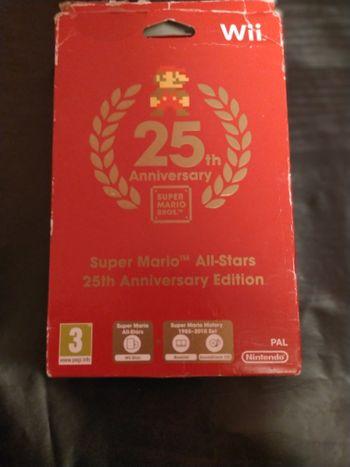 Wii
25th
Anniversary
SUPER
MARIO
BROS.™
Super Mario™ All-Stars
25th Anniversary Edition
3
www.pegi.info
Super Mario
All-Stars
Wii Disc
Super Mario History
1985-2010 Set
Booklet
Soundtrack CD
PAL
Nintendo